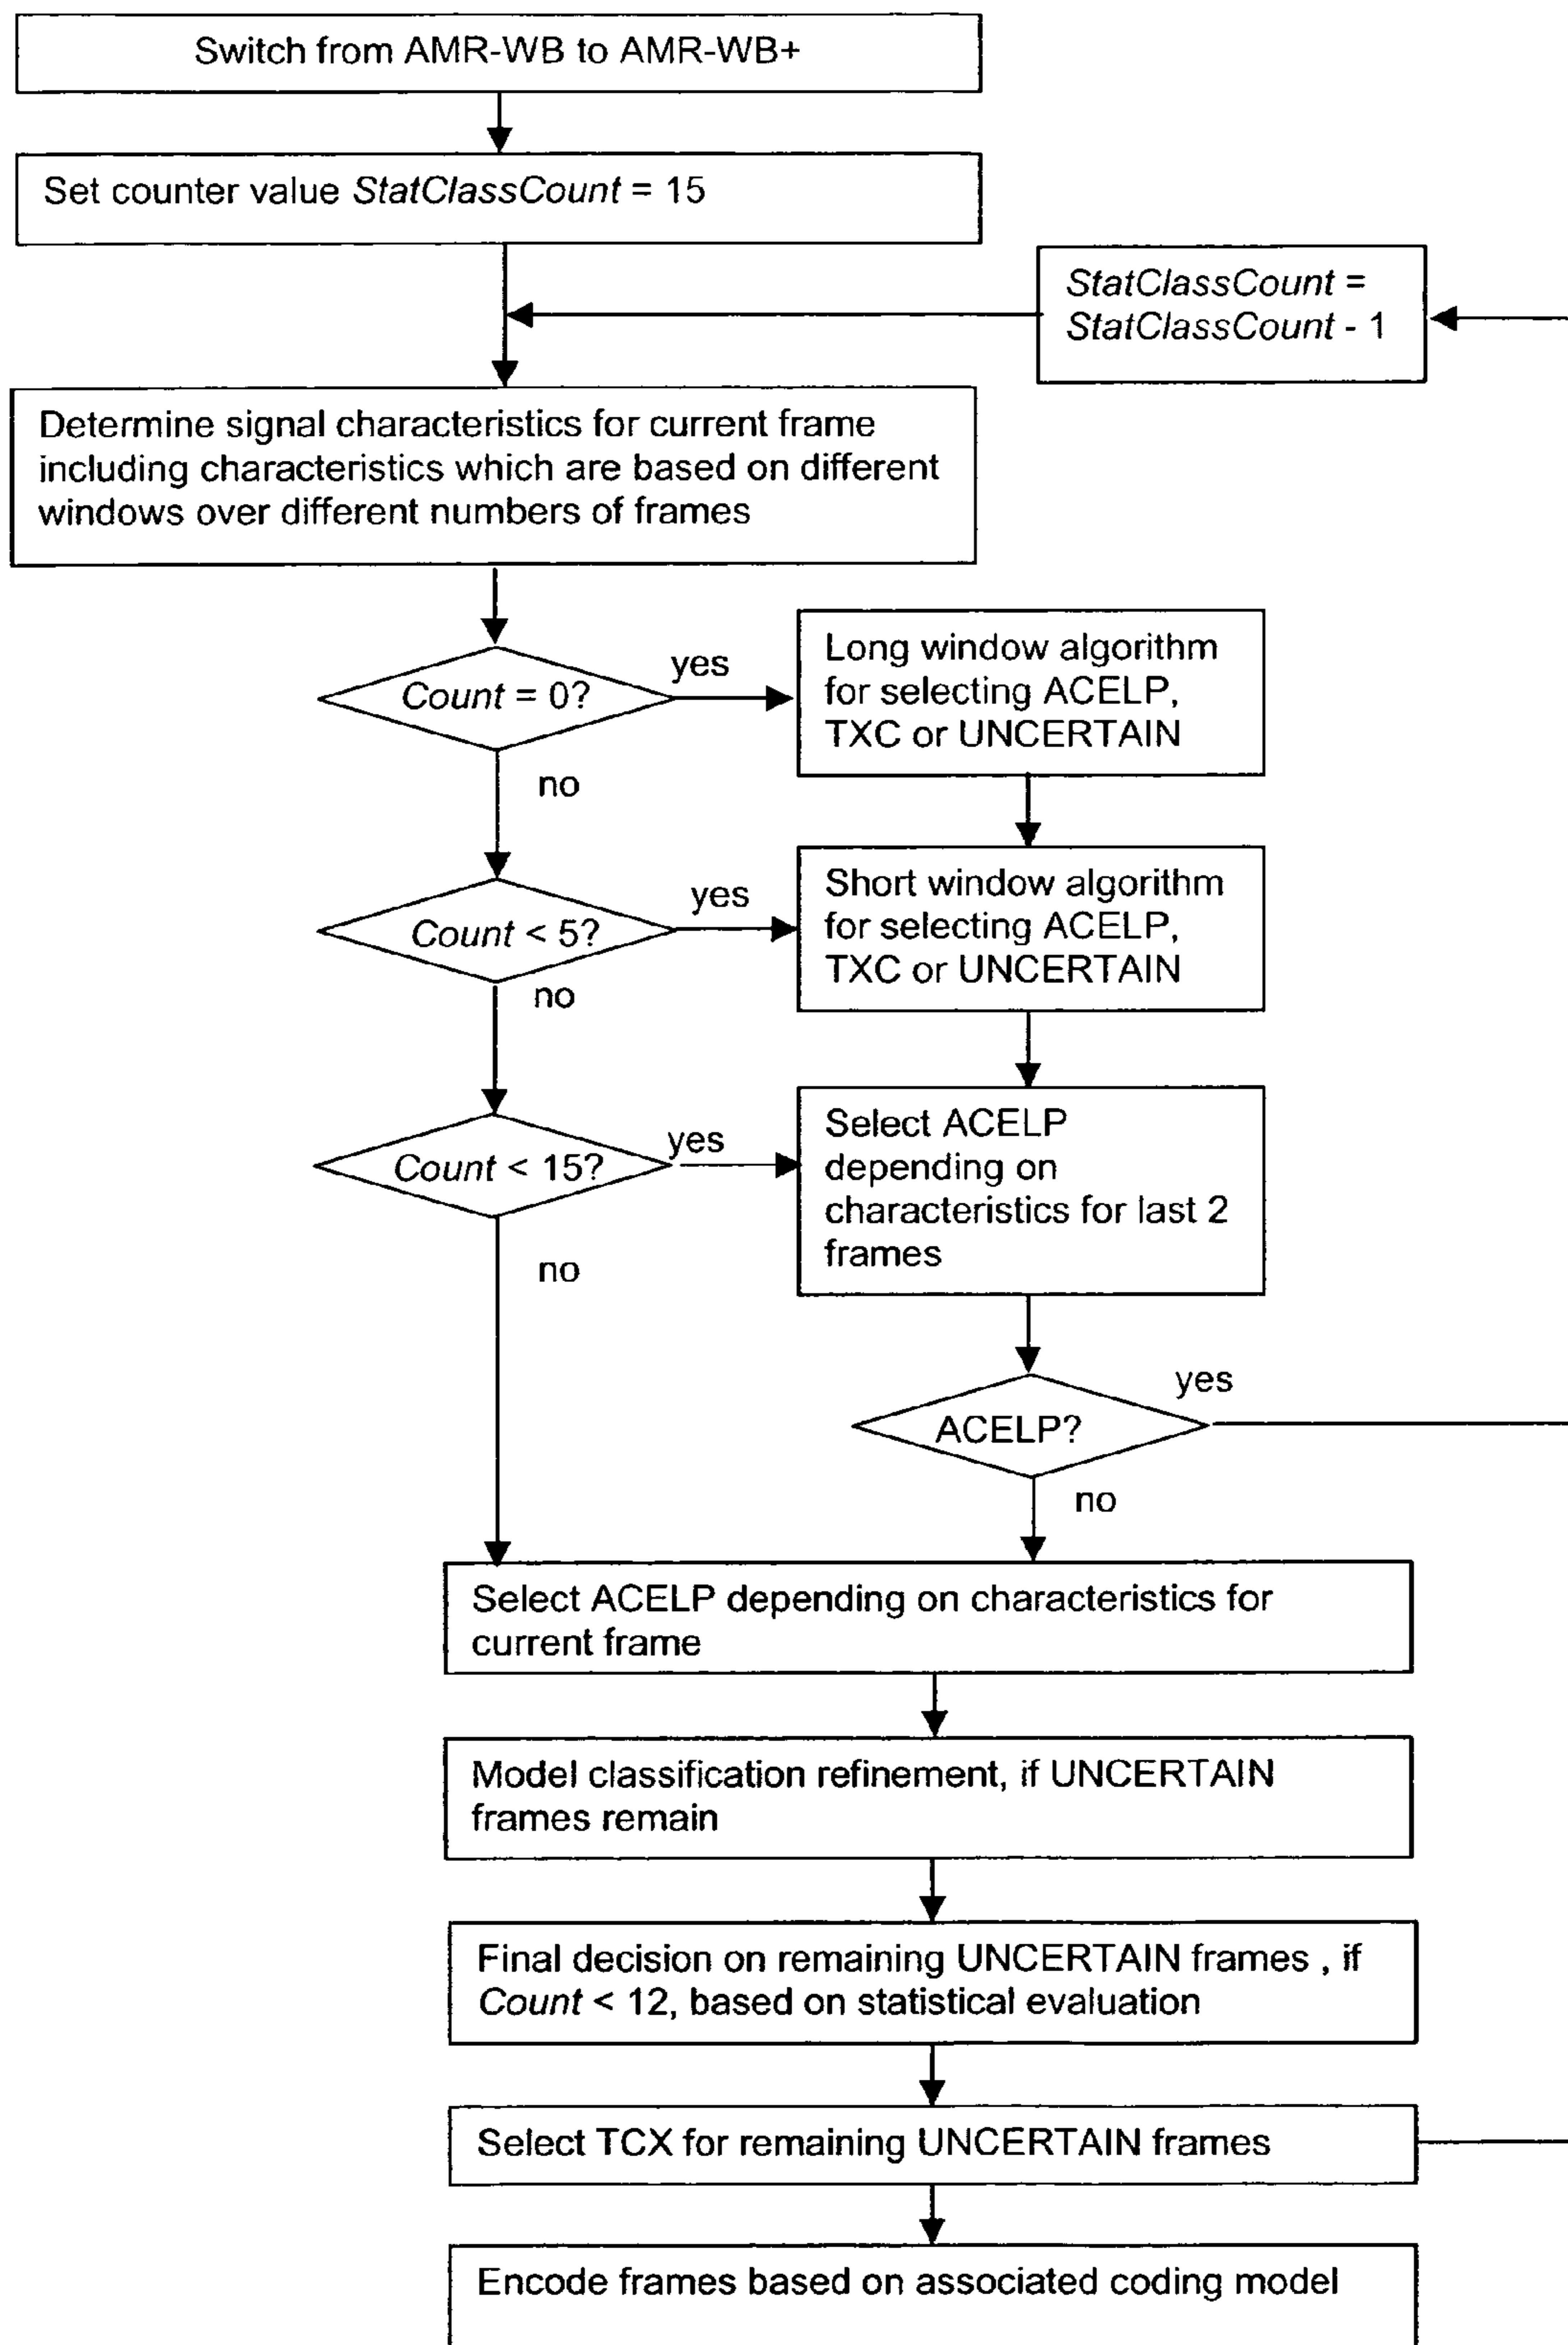 Switch from AMR-WB to AMR-WB+
Set counter value StatClassCount = 15
StatClassCount =
StatClassCount - 1
Determine signal characteristics for current frame
including characteristics which are based on different
windows over different numbers of frames
Count = 0?
yes
no
Long window algorithm
for selecting ACELP,
TXC or UNCERTAIN
Count < 5?
yes
no
Short window algorithm
for selecting ACELP,
TXC or UNCERTAIN
Count < 15?
yes
no
Select ACELP
depending on
characteristics for last 2
frames
ACELP?
yes
no
Select ACELP depending on characteristics for
current frame
Model classification refinement, if UNCERTAIN
frames remain
Final decision on remaining UNCERTAIN frames , if
Count < 12, based on statistical evaluation
Select TCX for remaining UNCERTAIN frames
Encode frames based on associated coding model